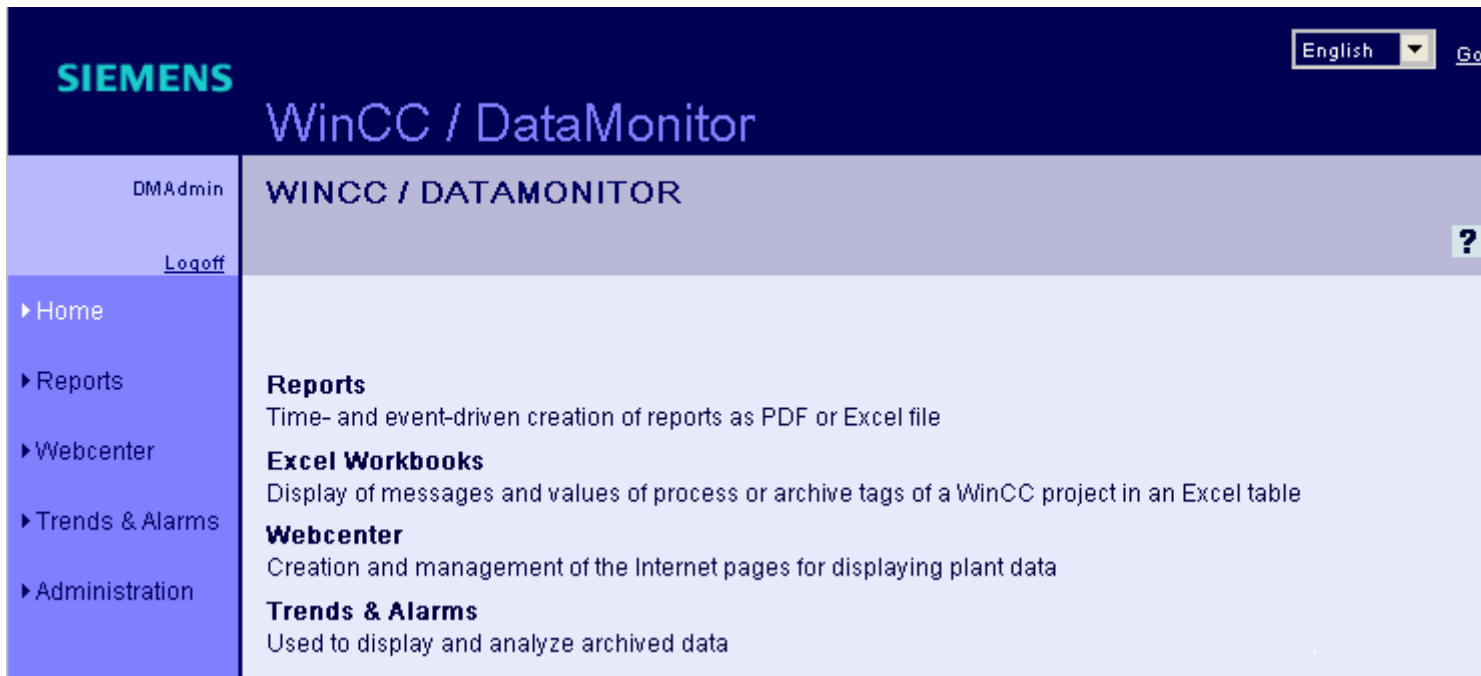 SIEMENS
English
Go
WinCC / DataMonitor
DMAdmin
WINCC / DATAMONITOR
?
Logoff
Home
Reports
Webcenter
Trends & Alarms
Administration
Reports
Time- and event-driven creation of reports as PDF or Excel file
Excel Workbooks
Display of messages and values of process or archive tags of a WinCC project in an Excel table
Webcenter
Creation and management of the Internet pages for displaying plant data
Trends & Alarms
Used to display and analyze archived data